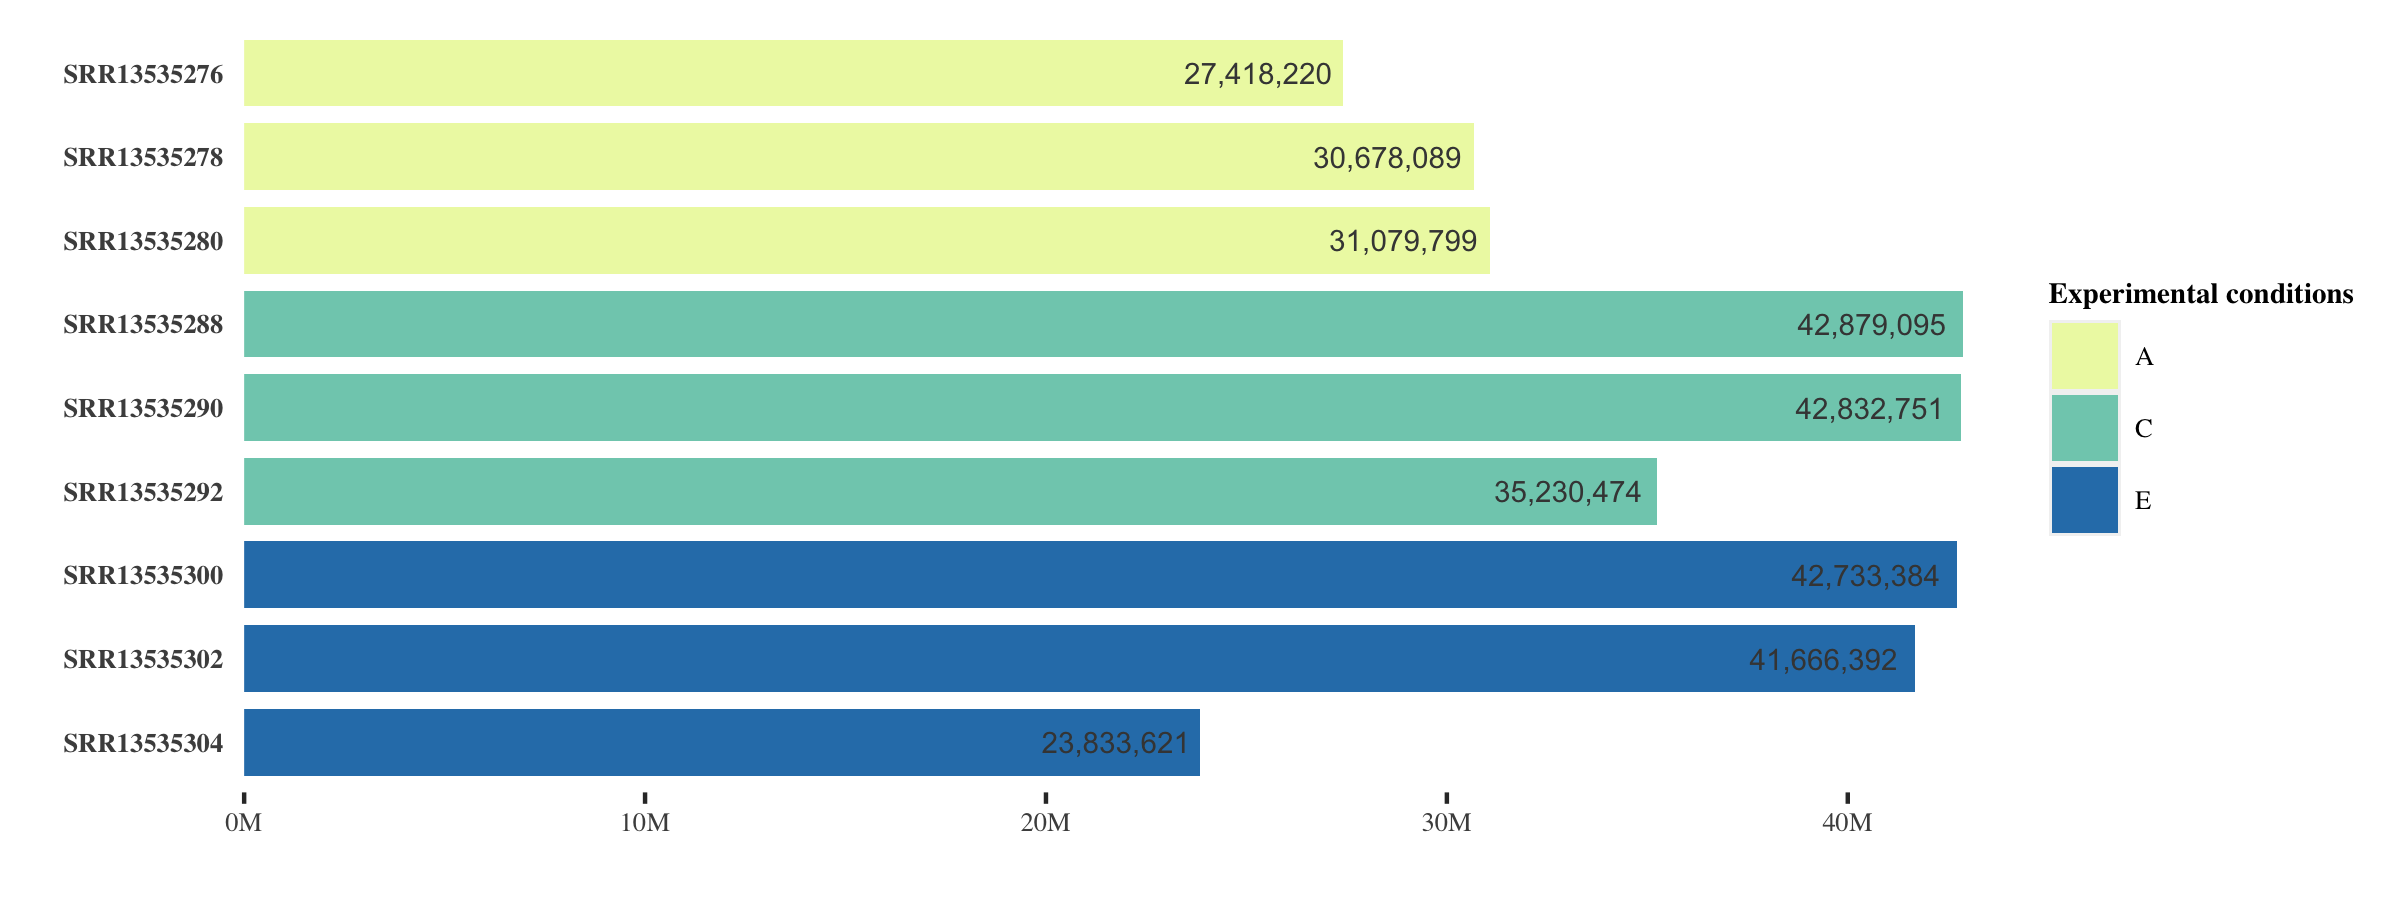 SRR13535276
27,418,220
SRR13535278
30,678,089
SRR13535280
31,079,799
SRR13535288
42,879,095
SRR13535290
42,832,751
SRR13535292
35,230,474
SRR13535300
42,733,384
SRR13535302
41,666,392
SRR13535304
23,833,621
0M 10M 20M 30M 40M
Experimental conditions
A
C
E